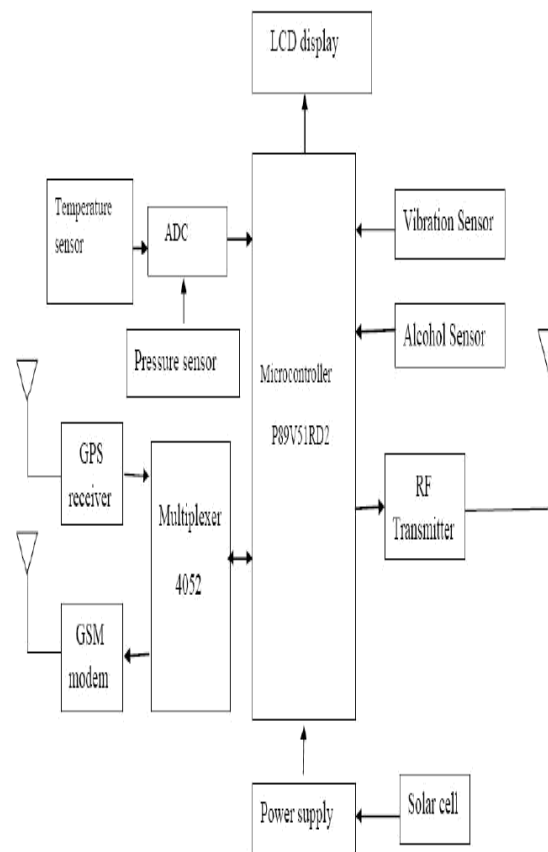 LCD display
Temperature
sensor
ADC
Vibration Sensor
Pressure sensor
Alcohol Sensor
Microcontroller
P89V51RD2
GPS
receiver
Multiplexer
4052
RF
Transmitter
GSM
modem
Power supply
Solar cell